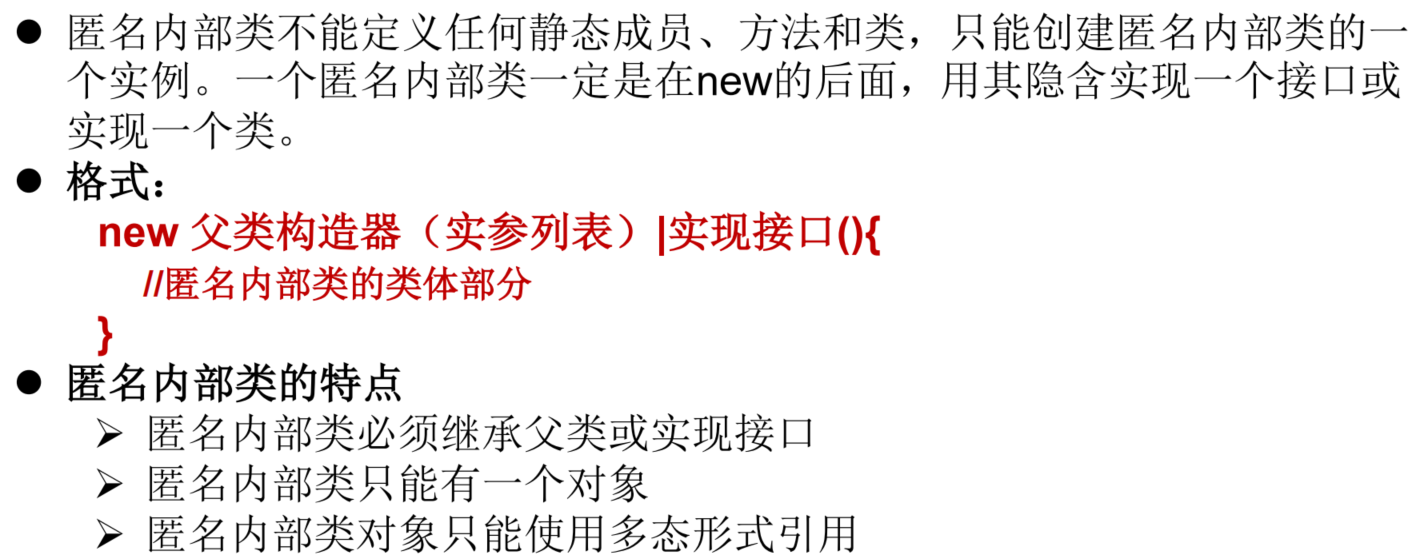 ● 匿名内部类不能定义任何静态成员、方法和类，只能创建匿名内部类的一
个实例。一个匿名内部类一定是在new的后面，用其隐含实现一个接口或
实现一个类。
● 格式：
new 父类构造器（实参列表）|实现接口(){
//匿名内部类的类体部分
}
● 匿名内部类的特点
➢ 匿名内部类必须继承父类或实现接口
➢ 匿名内部类只能有一个对象
➢ 匿名内部类对象只能使用多态形式引用